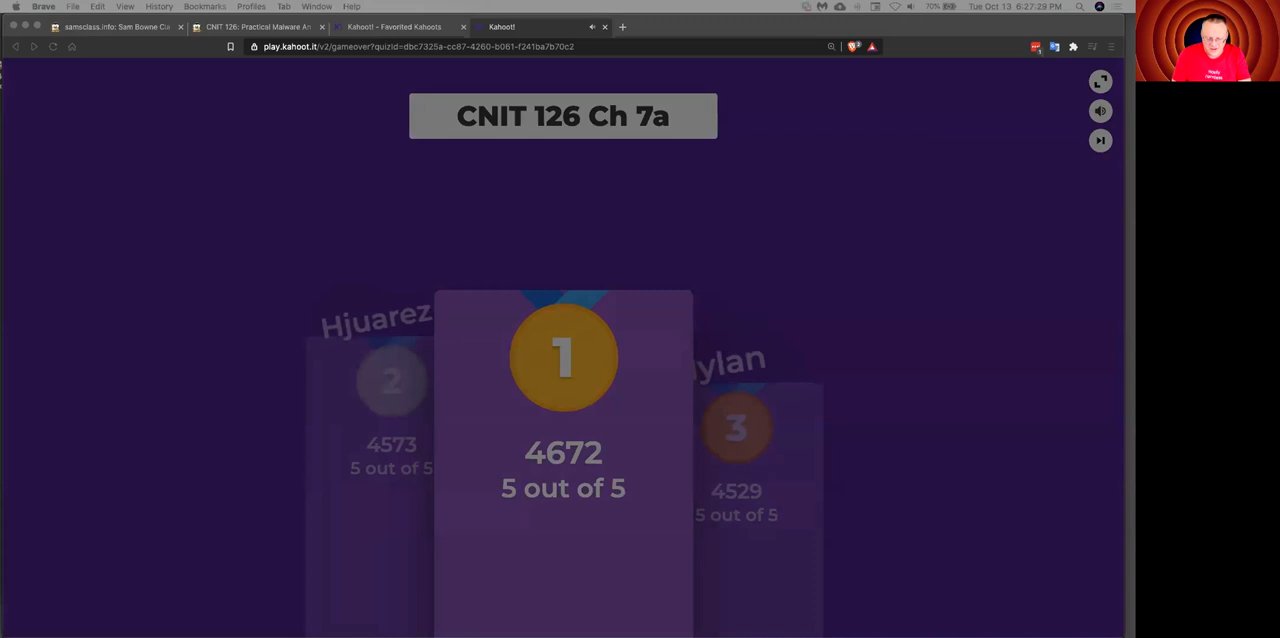 Brave File Edit View History Bookmarks Profiles Tab Window Help
70% Tue Oct 13 6:27:29 PM
samsclass.info: Sam Bowne Cla
CNIT 126: Practical Malware An
Kahoot! - Favorited Kahoots
Kahoot!
play.kahoot.it/v2/gameover?quizId=dbc7325a-cc87-4260-b061-f241ba7b70c2
CNIT 126 Ch 7a
Hjuarez
ylan
1
2
3
4672
5 out of 5
4573
5 out of 5
4529
5 out of 5